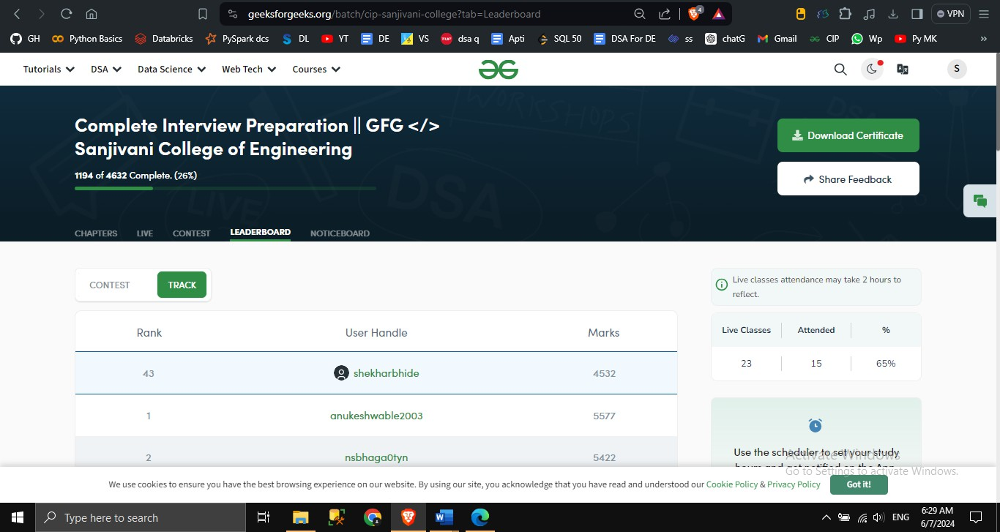 geeksforgeeks.org/batch/cip-sanjivani-college?tab=Leaderboard
4
VPN
GH Python Basics Databricks PySpark dcs DL YT DE VS dsa q Apti SQL 50 DSA For DE ss chatG Gmail CIP Wp Py MK »
Tutorials DSA Data Science Web Tech Courses
S
Complete Interview Preparation || GFG </>
Sanjivani College of Engineering
1194 of 4632 Complete. (26%)
Download Certificate
Share Feedback
WORKSHOPS
DSA
LIVE
DSA
CHAPTERS LIVE CONTEST LEADERBOARD NOTICEBOARD
CONTEST TRACK
Rank User Handle Marks
43 shekharbhide 4532
1 anukeshwable2003 5577
2 nsbhaga0tyn 5422
Live classes attendance may take 2 hours to
reflect.
Live Classes Attended %
23 15 65%
Use the scheduler to set your study
hours and get notified on the App
Activate Windows
Go to Settings to activate Windows.
We use cookies to ensure you have the best browsing experience on our website. By using our site, you acknowledge that you have read and understood our Cookie Policy & Privacy Policy
Got it!
Type here to search
ENG
6:29 AM
6/7/2024